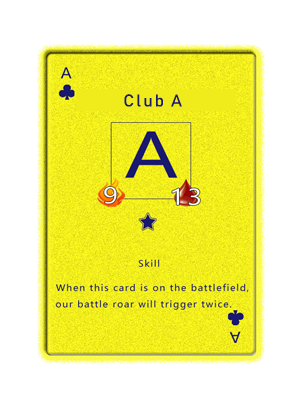 A
Club A
A
9 13
Skill
When this card is on the battlefield,
our battle roar will trigger twice.
A